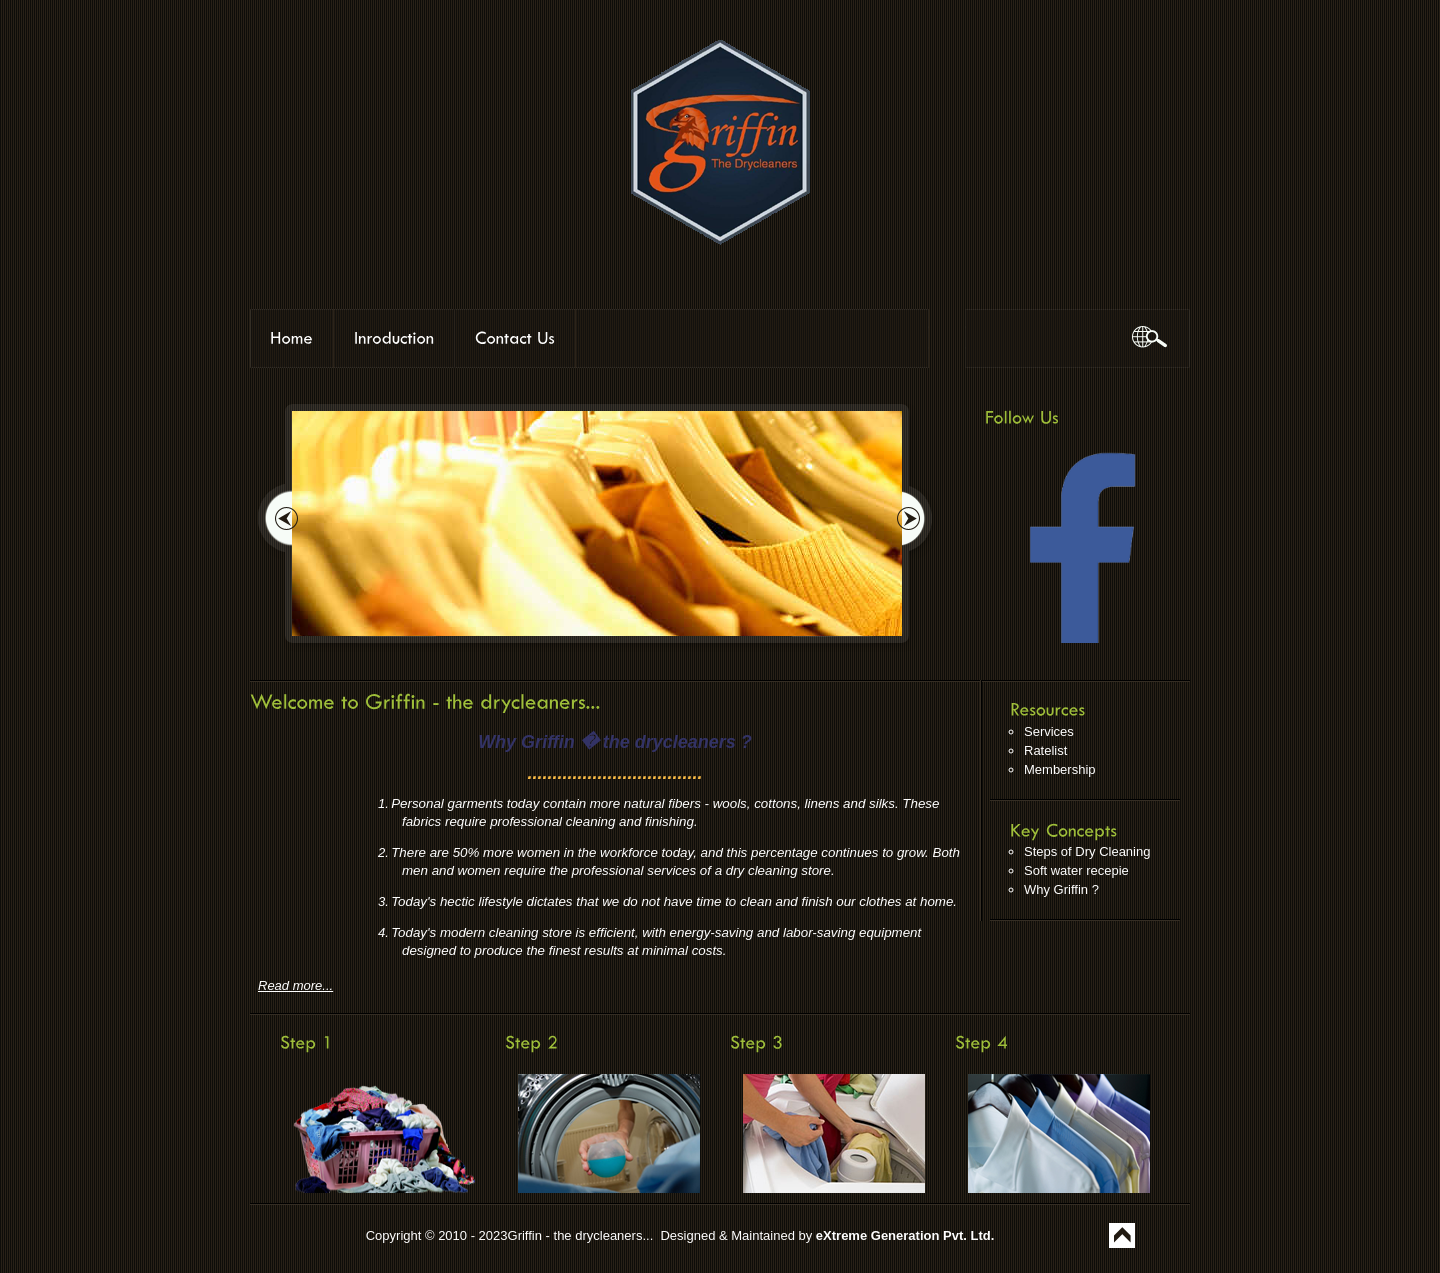 Griffin
The Drycleaners
Home
Inroduction
Contact Us
Follow Us
Welcome to Griffin - the drycleaners...
Why Griffin � the drycleaners ?
...................................
1. Personal garments today contain more natural fibers - wools, cottons, linens and silks. These
fabrics require professional cleaning and finishing.
2. There are 50% more women in the workforce today, and this percentage continues to grow. Both
men and women require the professional services of a dry cleaning store.
3. Today's hectic lifestyle dictates that we do not have time to clean and finish our clothes at home.
4. Today's modern cleaning store is efficient, with energy-saving and labor-saving equipment
designed to produce the finest results at minimal costs.
Read more...
Resources
Services
Ratelist
Membership
Key Concepts
Steps of Dry Cleaning
Soft water recepie
Why Griffin ?
Step 1
Step 2
Step 3
Step 4
Copyright © 2010 - 2023Griffin - the drycleaners...  Designed & Maintained by eXtreme Generation Pvt. Ltd.